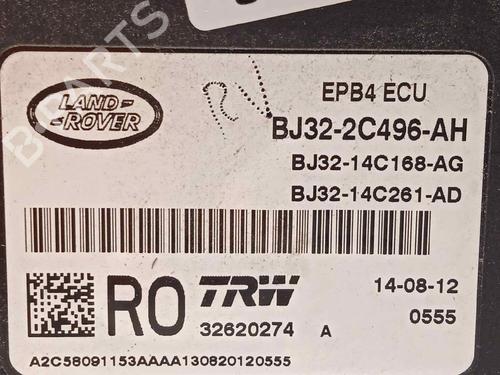 LAND-
-ROVER
EPB4 ECU
BJ32-2C496-AH
BJ32-14C168-AG
BJ32-14C261-AD
RO
TRW
14-08-12
32620274 A
0555
A2C58091153AAAA130820120555
B-PARTS